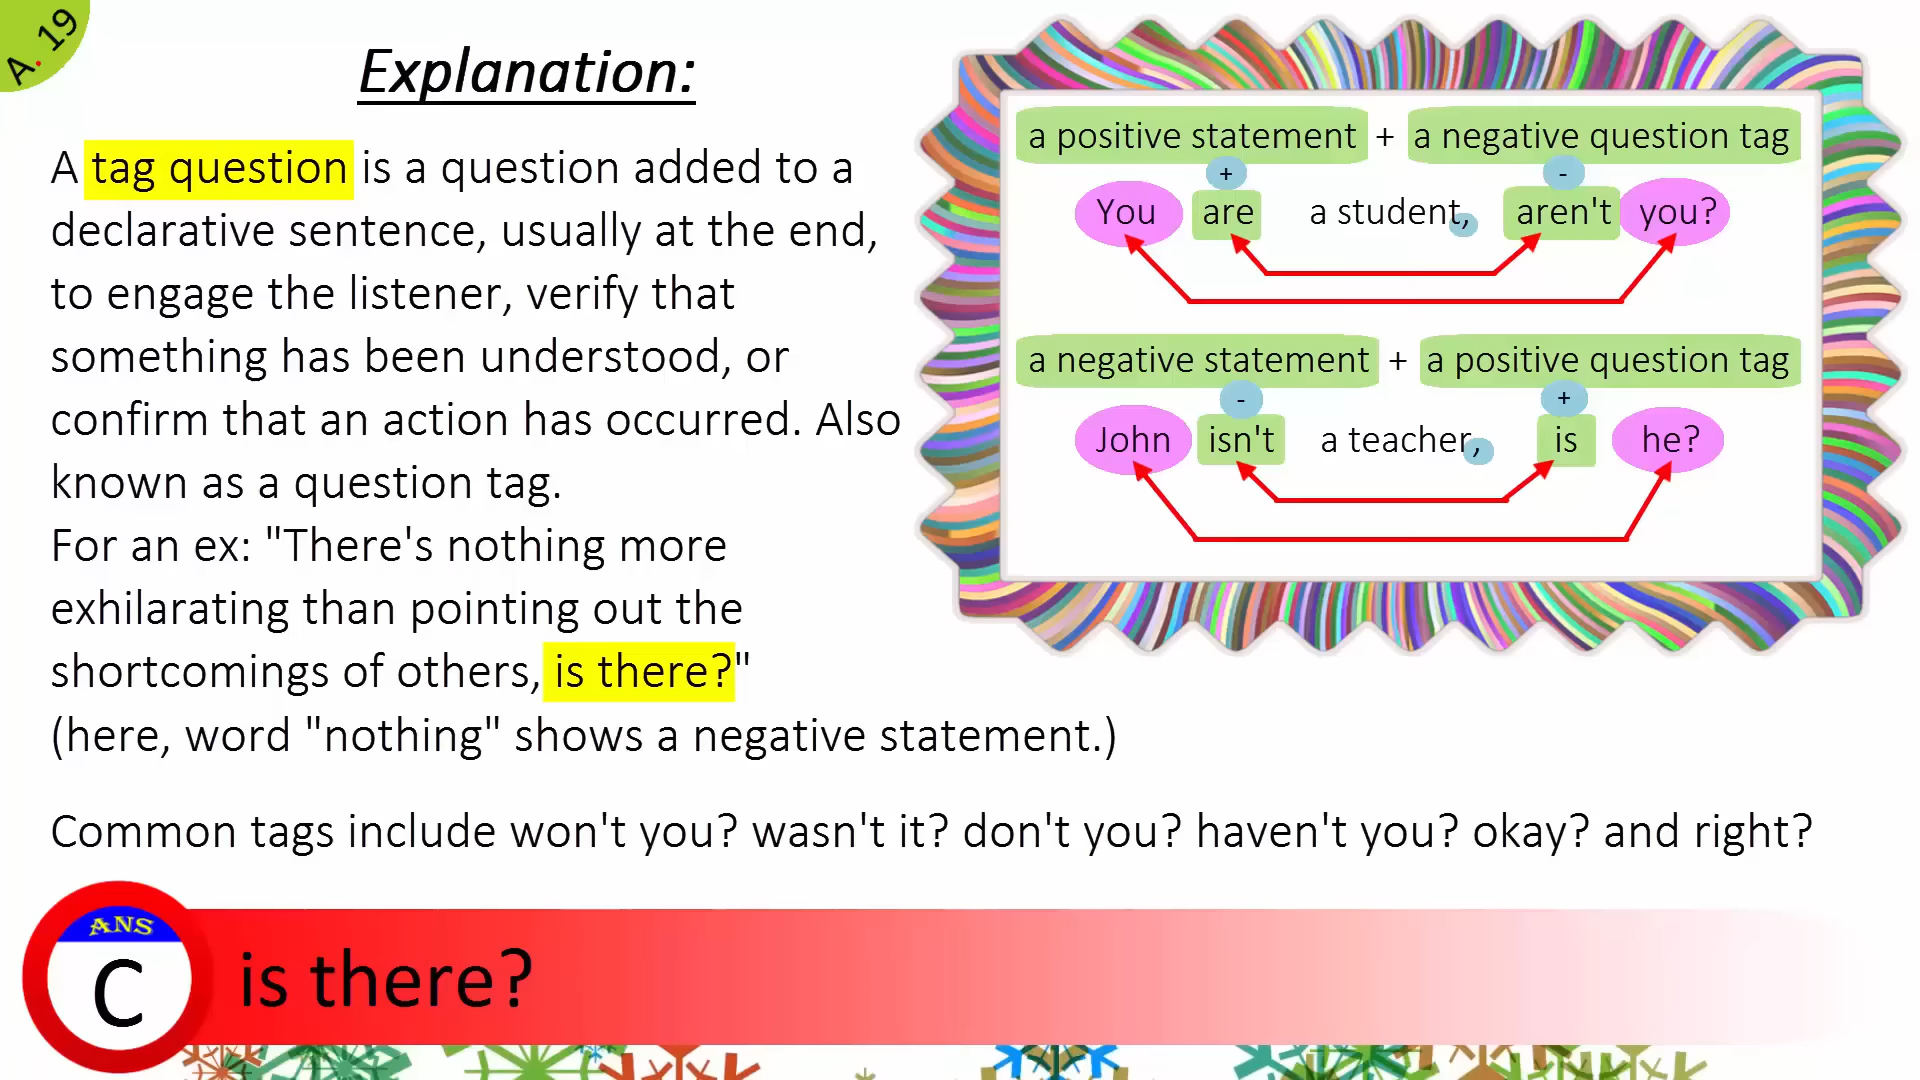 A. 19
Explanation:
A tag question is a question added to a
declarative sentence, usually at the end,
to engage the listener, verify that
something has been understood, or
confirm that an action has occurred. Also
known as a question tag.
For an ex: "There's nothing more
exhilarating than pointing out the
shortcomings of others, is there?"
(here, word "nothing" shows a negative statement.)
a positive statement + a negative question tag
+ -
You are a student, aren't you?
a negative statement + a positive question tag
- +
John isn't a teacher, is he?
Common tags include won't you? wasn't it? don't you? haven't you? okay? and right?
ANS
C is there?